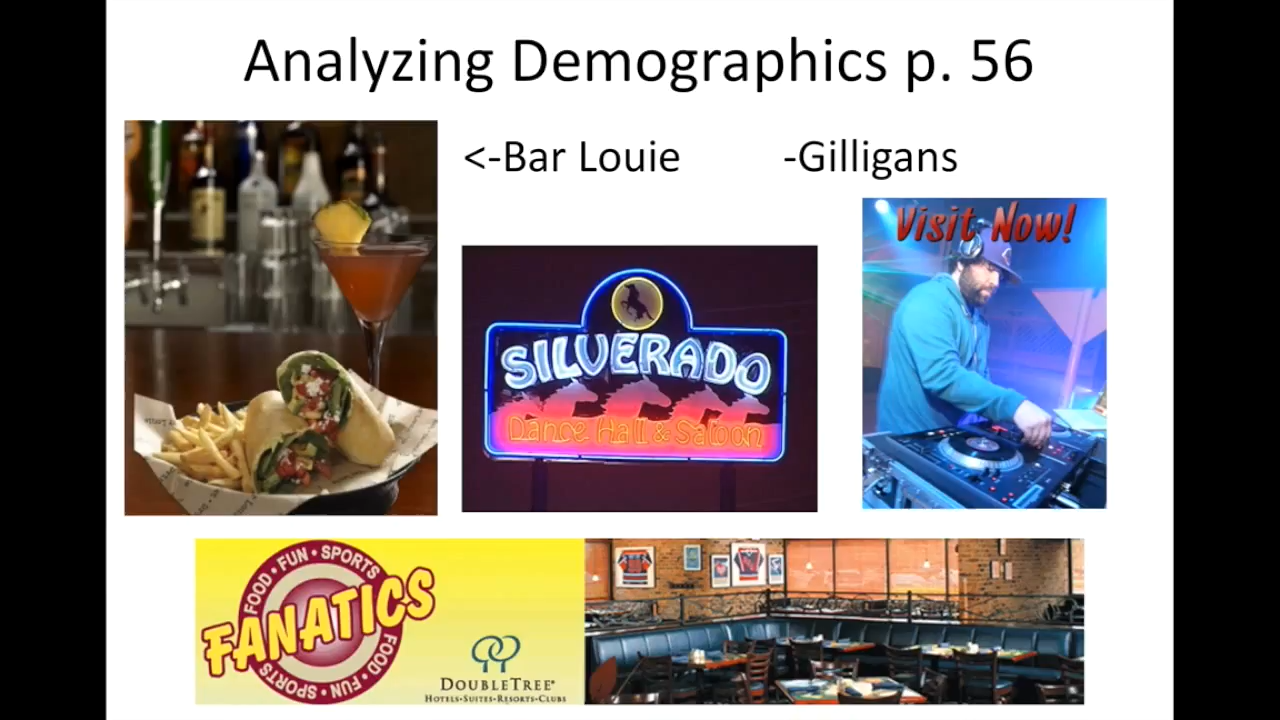 Analyzing Demographics p. 56
<-Bar Louie
-Gilligans
Visit Now!
SILVERADO
Dance Hall & Saloon
FOOD • FUN • SPORTS
FANATICS
FOOD • FUN • SPORTS
DOUBLETREE®
HOTELS•SUITES•RESORTS•CLUBS